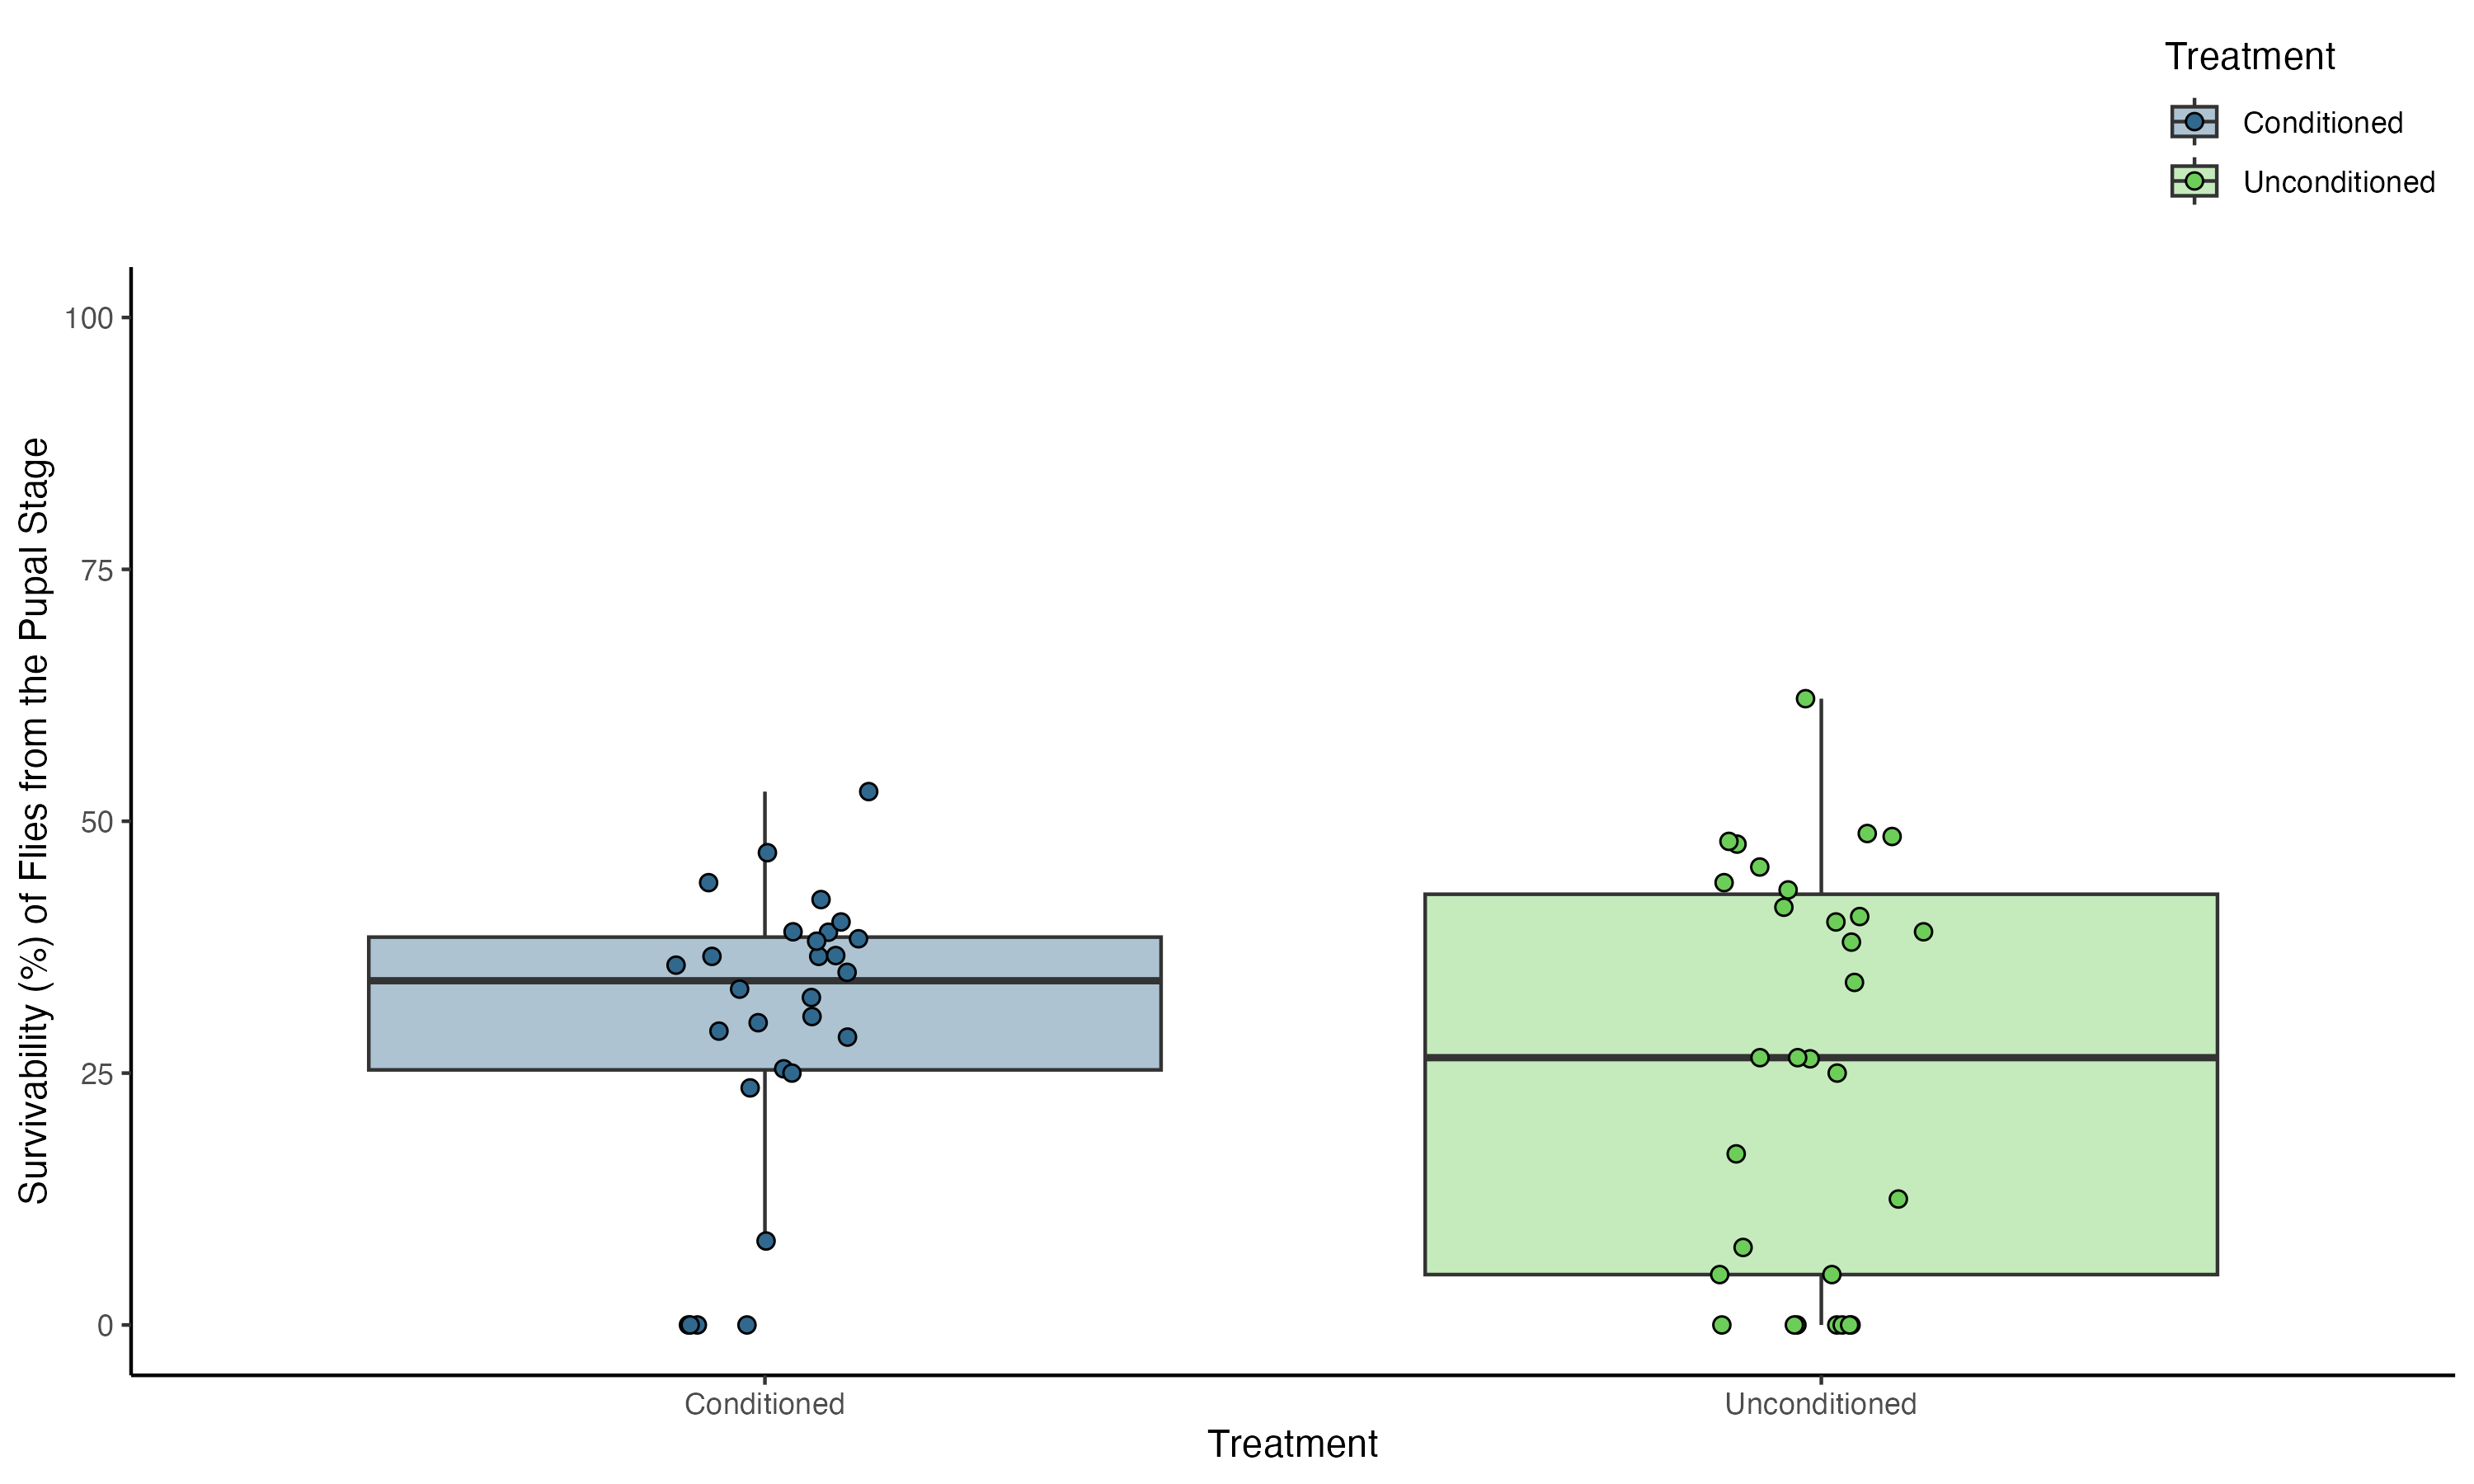 Treatment
Conditioned
Unconditioned
100
75
50
25
0
Survivability (%) of Flies from the Pupal Stage
Conditioned
Unconditioned
Treatment